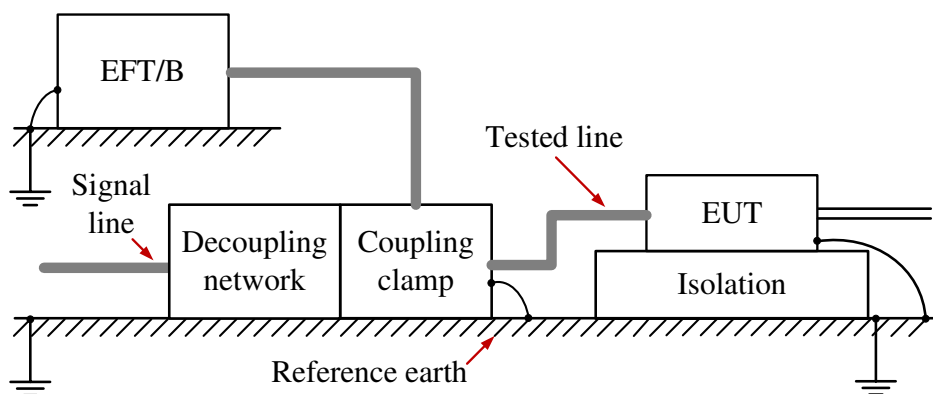 EFT/B
Tested line
Signal
line
EUT
Decoupling
network
Coupling
clamp
Isolation
Reference earth